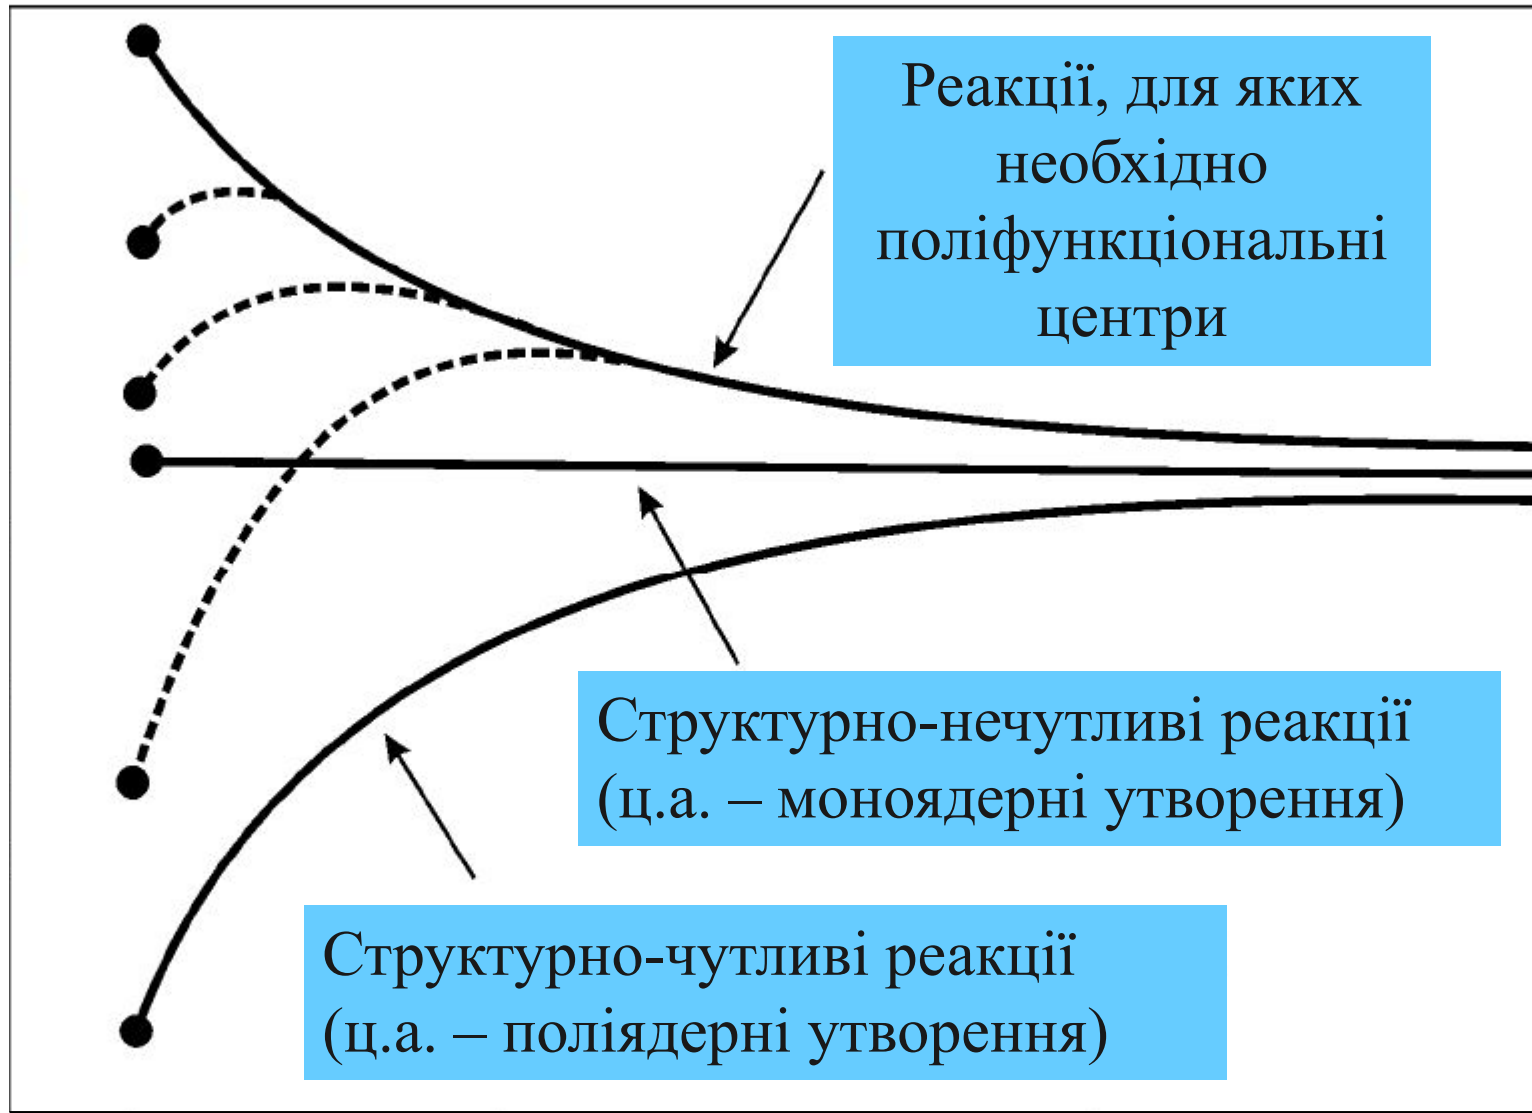 Реакції, для яких
необхідно
поліфункціональні
центри
Структурно-нечутливі реакції
(ц.а. – моноядерні утворення)
Структурно-чутливі реакції
(ц.а. – поліядерні утворення)